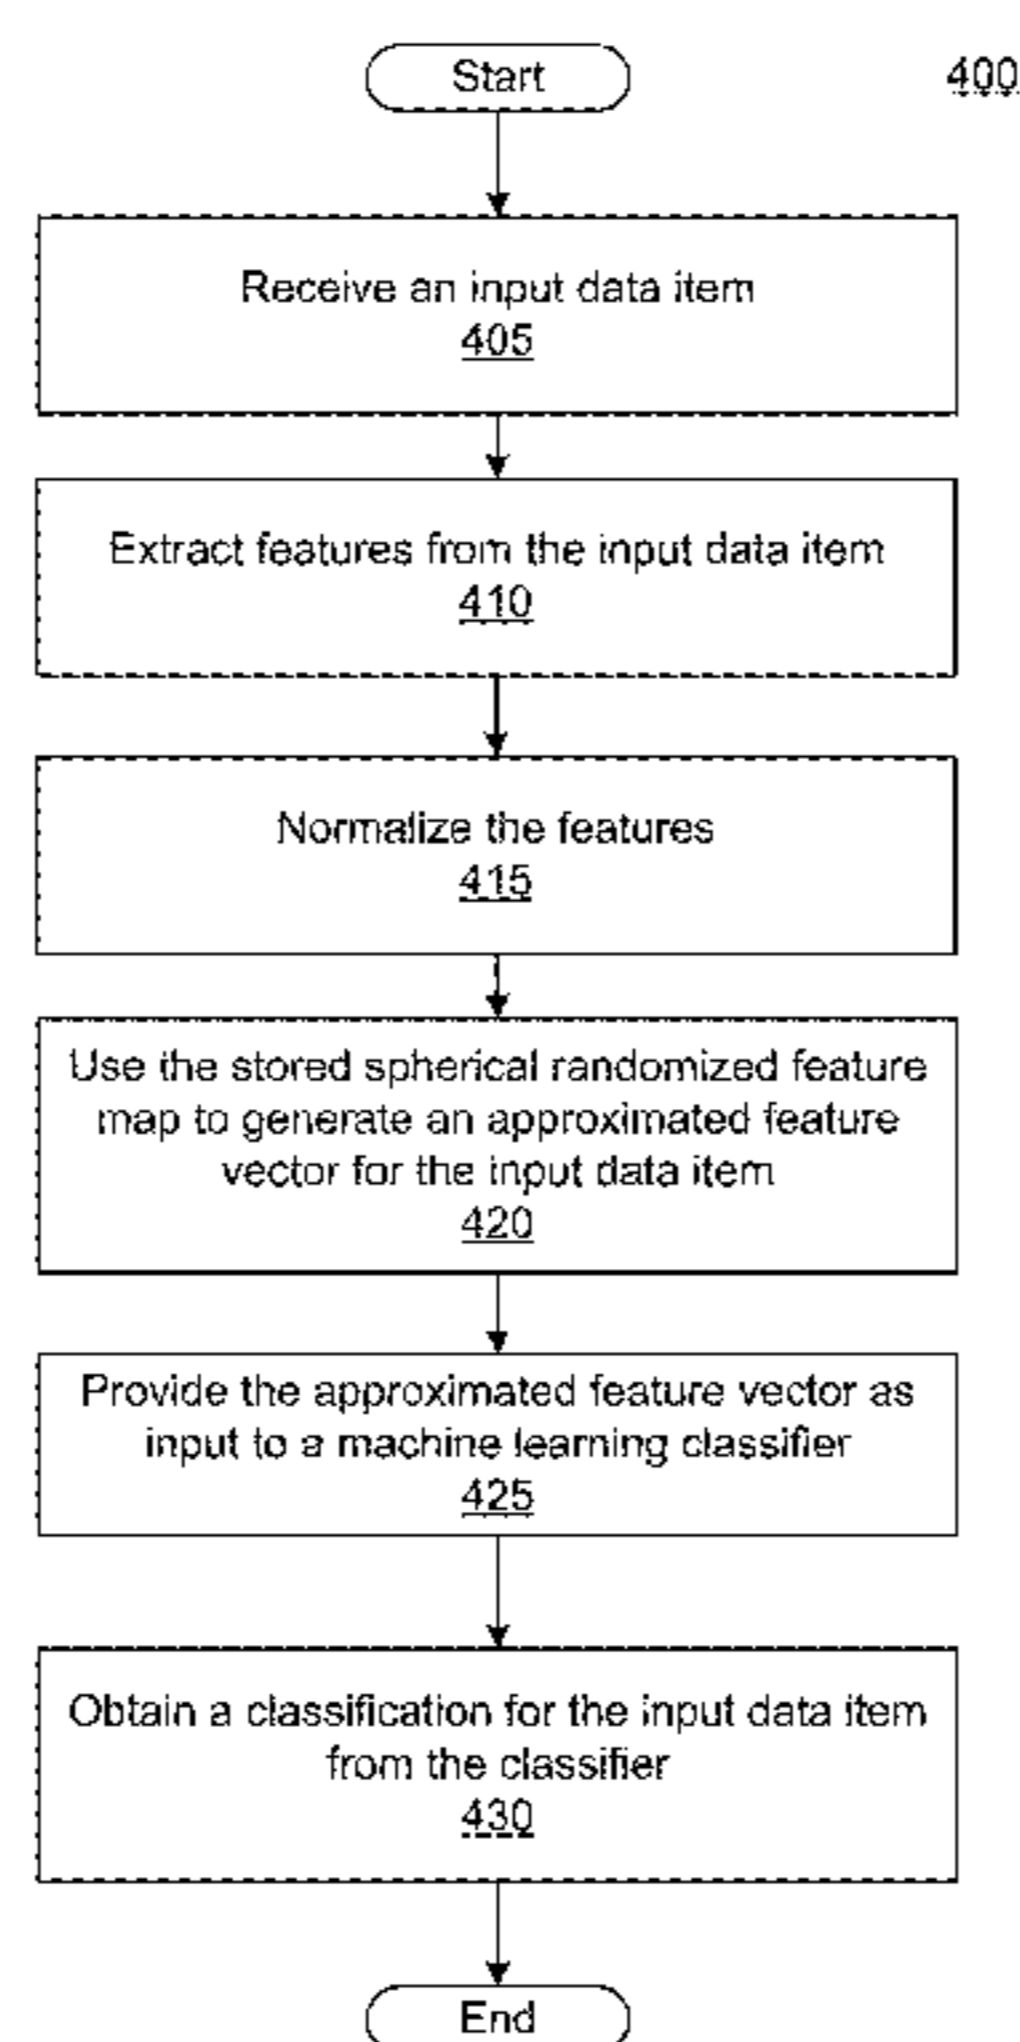 Start
400
Receive an input data item
405
Extract features from the input data item
410
Normalize the features
415
Use the stored spherical randomized feature
map to generate an approximated feature
vector for the input data item
420
Provide the approximated feature vector as
input to a machine learning classifier
425
Obtain a classification for the input data item
from the classifier
430
End